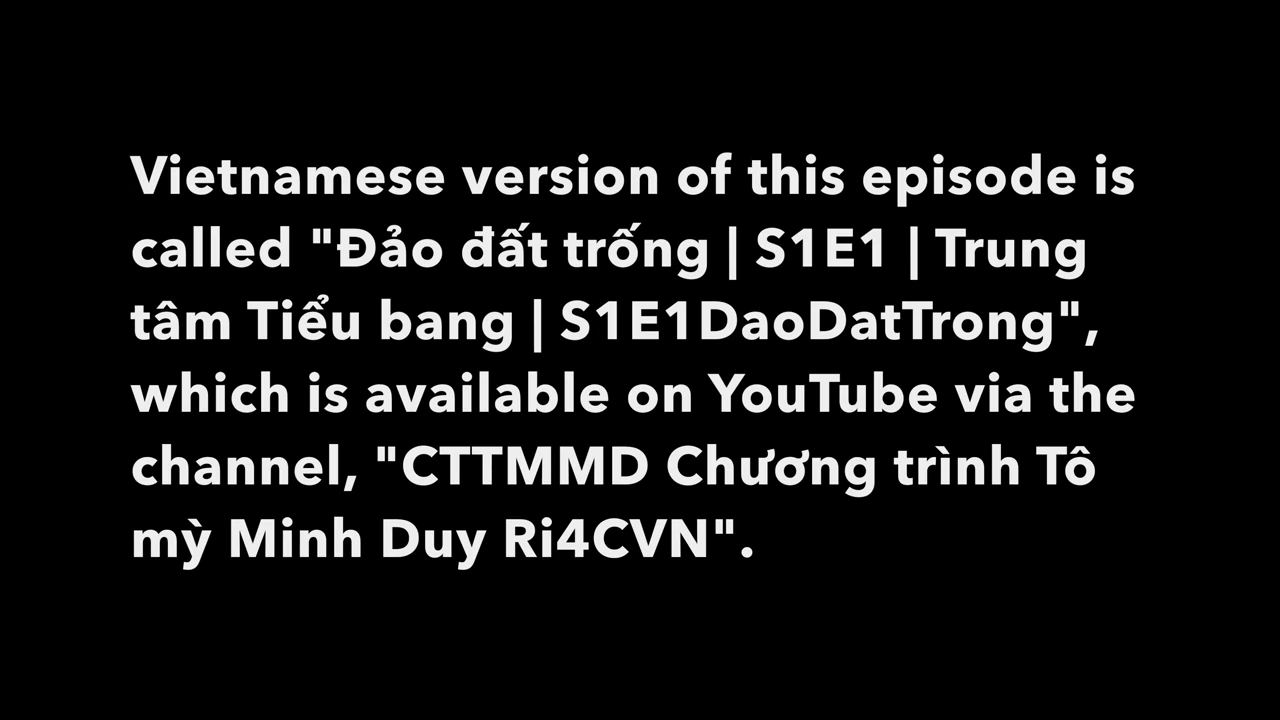 Vietnamese version of this episode is
called "Đảo đất trống | S1E1 | Trung
tâm Tiểu bang | S1E1DaoDatTrong",
which is available on YouTube via the
channel, "CTTMMD Chương trình Tô
mỳ Minh Duy Ri4CVN".